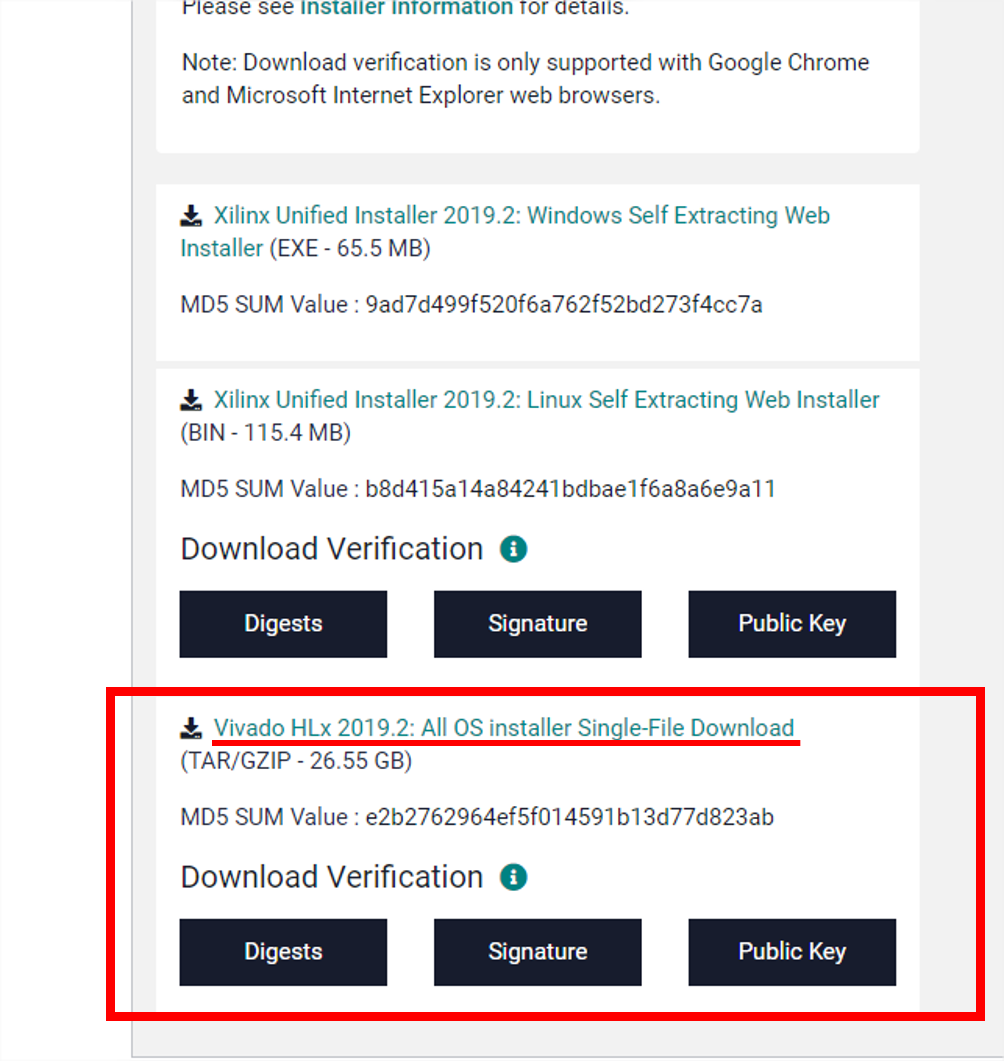 Please see Installer Information for details.
Note: Download verification is only supported with Google Chrome
and Microsoft Internet Explorer web browsers.
Xilinx Unified Installer 2019.2: Windows Self Extracting Web
Installer (EXE - 65.5 MB)
MD5 SUM Value : 9ad7d499f520f6a762f52bd273f4cc7a
Xilinx Unified Installer 2019.2: Linux Self Extracting Web Installer
(BIN - 115.4 MB)
MD5 SUM Value : b8d415a14a84241bdbae1f6a8a6e9a11
Download Verification
Digests Signature Public Key
Vivado HLx 2019.2: All OS installer Single-File Download
(TAR/GZIP - 26.55 GB)
MD5 SUM Value : e2b2762964ef5f014591b13d77d823ab
Download Verification
Digests Signature Public Key